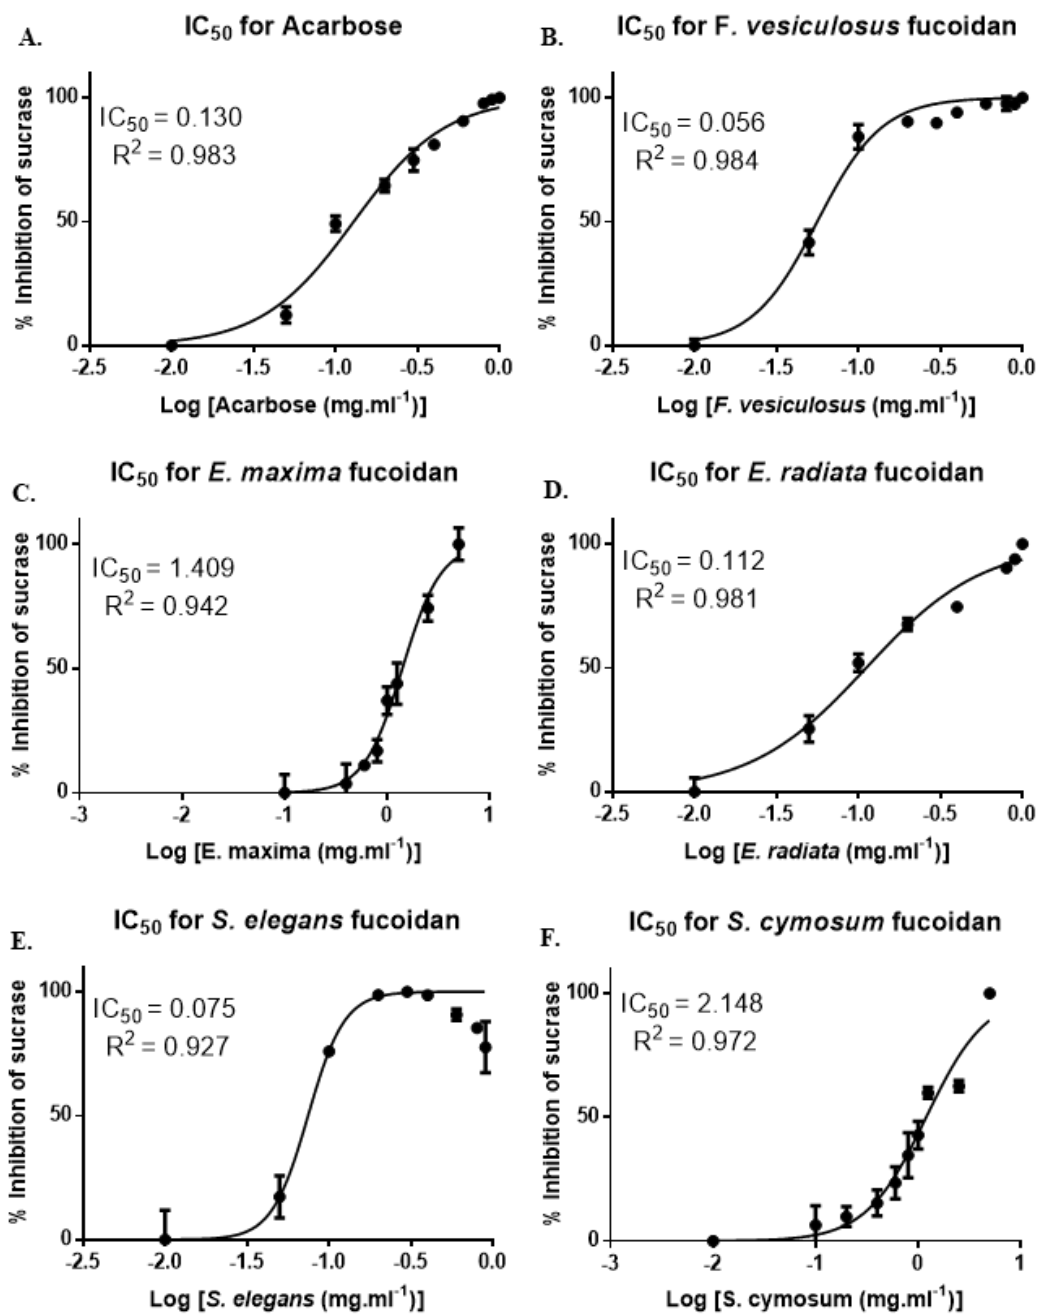 A.
IC50 for Acarbose
% Inhibition of sucrase
100
50
0
IC50 = 0.130
R2 = 0.983
-2.5 -2.0 -1.5 -1.0 -0.5 0.0
Log [Acarbose (mg.ml-1)]
B.
IC50 for F. vesiculosus fucoidan
% Inhibition of sucrase
100
50
0
IC50 = 0.056
R2 = 0.984
-2.5 -2.0 -1.5 -1.0 -0.5 0.0
Log [F. vesiculosus (mg.ml-1)]
C.
IC50 for E. maxima fucoidan
% Inhibition of sucrase
100
50
0
IC50 = 1.409
R2 = 0.942
-3 -2 -1 0 1
Log [E. maxima (mg.ml-1)]
D.
IC50 for E. radiata fucoidan
% Inhibition of sucrase
100
50
0
IC50 = 0.112
R2 = 0.981
-2.5 -2.0 -1.5 -1.0 -0.5 0.0
Log [E. radiata (mg.ml-1)]
E.
IC50 for S. elegans fucoidan
% Inhibition of sucrase
100
50
0
IC50 = 0.075
R2 = 0.927
-2.5 -2.0 -1.5 -1.0 -0.5 0.0
Log [S. elegans (mg.ml-1)]
F.
IC50 for S. cymosum fucoidan
% Inhibition of sucrase
100
50
0
IC50 = 2.148
R2 = 0.972
-3 -2 -1 0 1
Log [S. cymosum (mg.ml-1)]